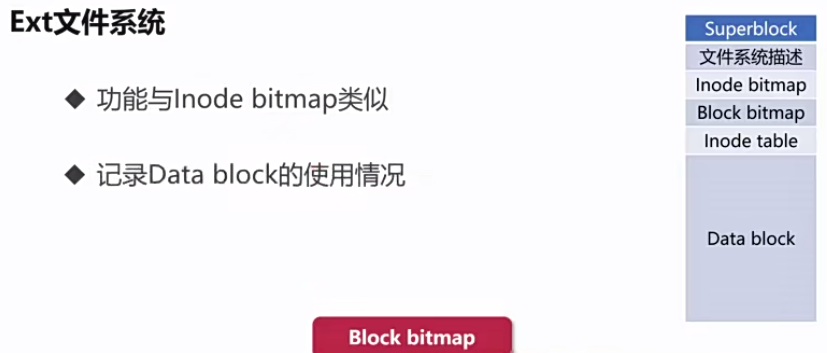 Ext文件系统
◆ 功能与Inode bitmap类似
◆ 记录Data block的使用情况
Superblock
文件系统描述
Inode bitmap
Block bitmap
Inode table
Data block
Block bitmap